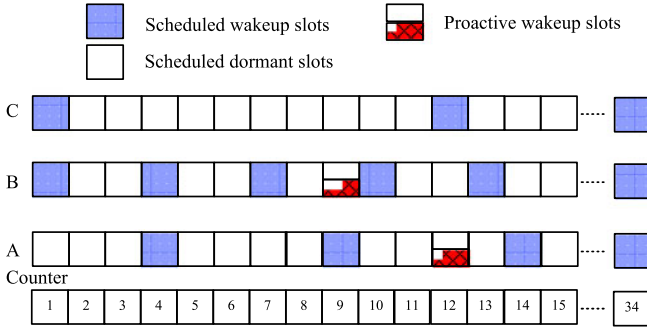 Scheduled wakeup slots
Proactive wakeup slots
Scheduled dormant slots
C
B
A
Counter
1 2 3 4 5 6 7 8 9 10 11 12 13 14 15 34